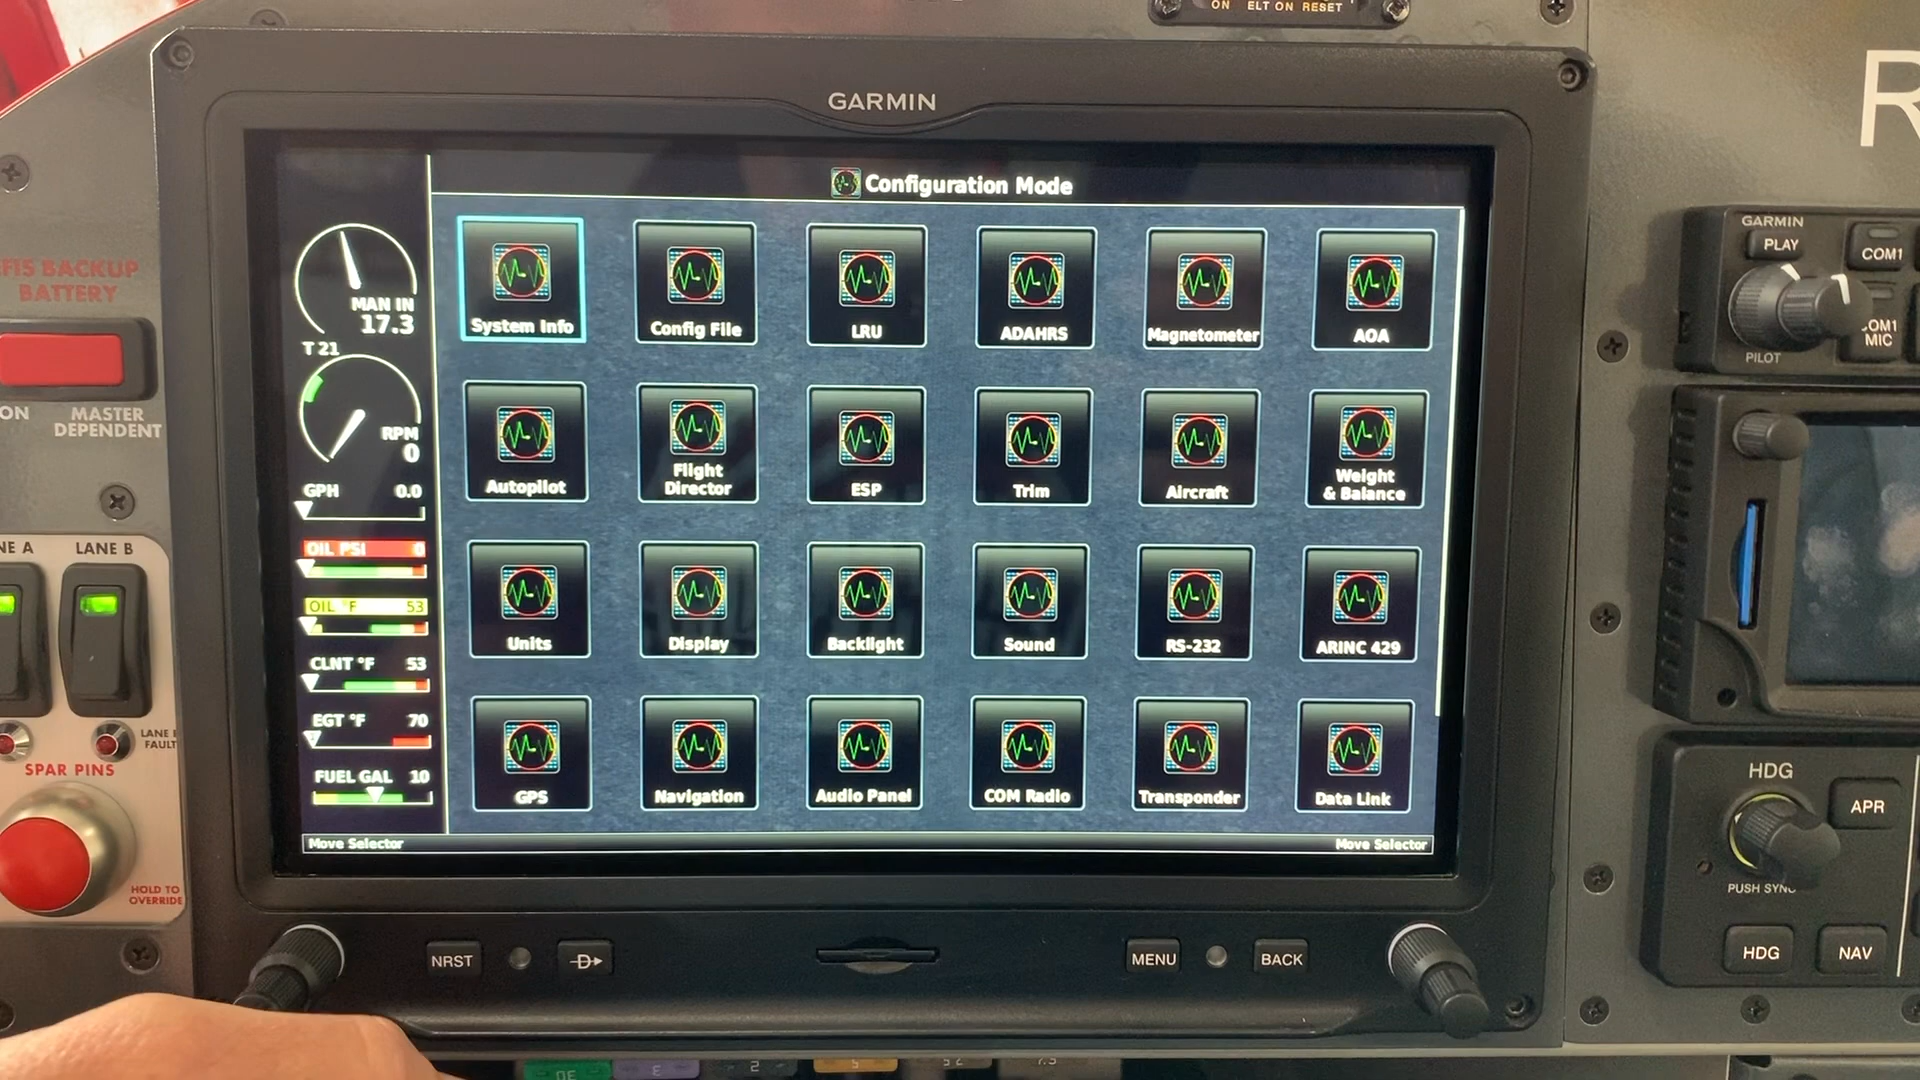 ON ELT ON RESET
GARMIN
R
Configuration Mode
System Info
Config File
LRU
ADAHRS
Magnetometer
AOA
Autopilot
Flight
Director
ESP
Trim
Aircraft
Weight
& Balance
Units
Display
Backlight
Sound
RS-232
ARINC 429
GPS
Navigation
Audio Panel
COM Radio
Transponder
Data Link
MAN IN
17.3
T 21
RPM
0
GPH 0.0
OIL PSI 0
OIL °F 53
CLNT °F 53
EGT °F 70
FUEL GAL 10
Move Selector
Move Selector
NRST
D
MENU
BACK
EFIS BACKUP
BATTERY
ON
MASTER
DEPENDENT
LANE B
LANE
FAULT
SPAR PINS
HOLD TO
OVERRIDE
GARMIN
PLAY
COM1
COM1
MIC
PILOT
HDG
APR
PUSH SYNC
HDG
NAV